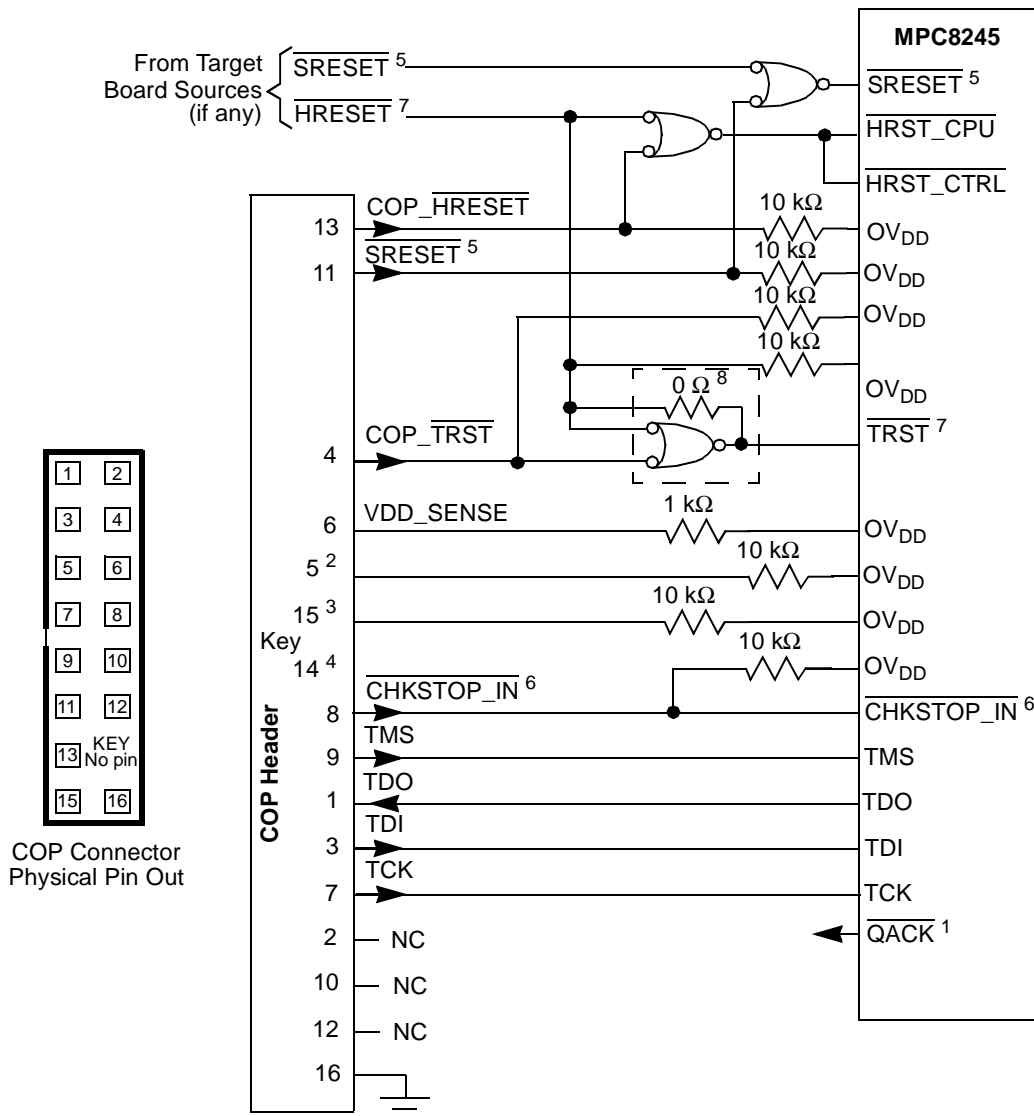 MPC8245
From Target
Board Sources
(if any)
SRESET 5
HRESET 7
SRESET 5
HRST_CPU
HRST_CTRL
13 COP_HRESET 10 kΩ OVDD
11 SRESET 5 10 kΩ OVDD
10 kΩ OVDD
10 kΩ OVDD
0 Ω 8
4 COP_TRST TRST 7
6 VDD_SENSE 1 kΩ OVDD
5 2 10 kΩ OVDD
15 3 10 kΩ OVDD
Key
14 4 10 kΩ OVDD
8 CHKSTOP_IN 6 CHKSTOP_IN 6
9 TMS TMS
1 TDO TDO
3 TDI TDI
7 TCK TCK
QACK 1
2 NC
10 NC
12 NC
16
COP Header
1 2
3 4
5 6
7 8
9 10
11 12
13 KEY
No pin
15 16
COP Connector
Physical Pin Out